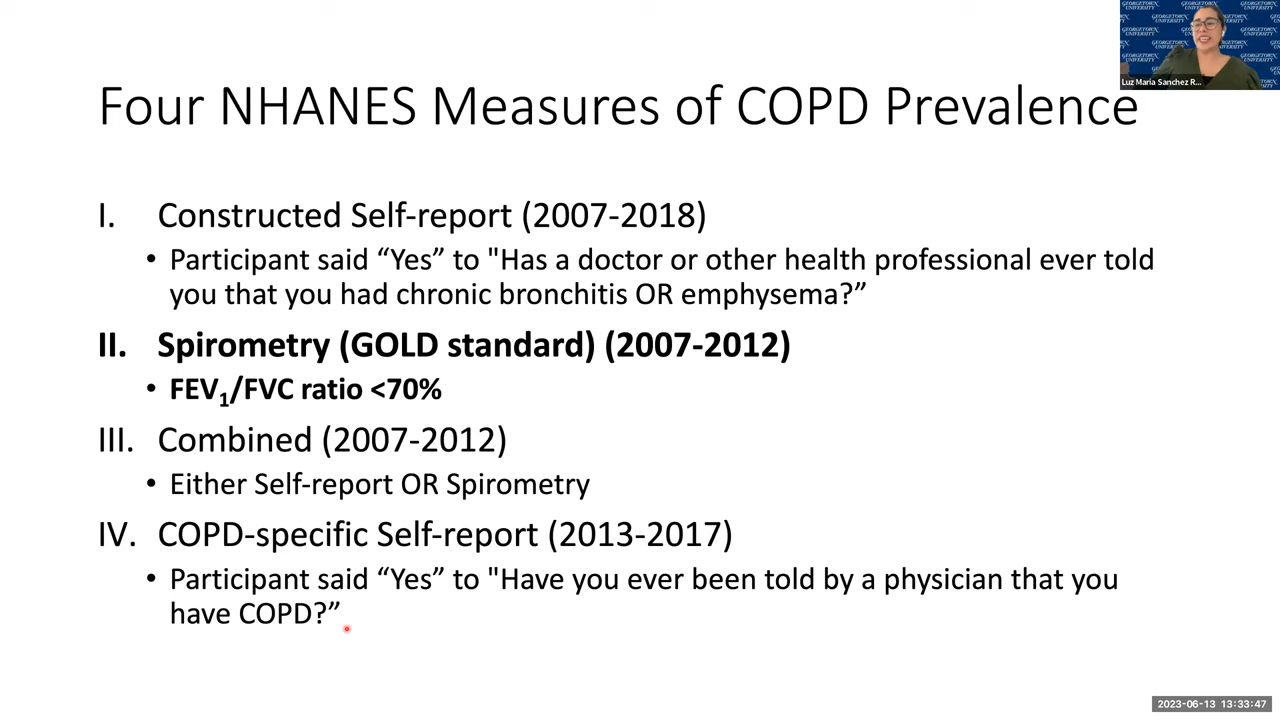 GEORGETOWN
UNIVERSITY
Luz Maria Sanchez R...
Four NHANES Measures of COPD Prevalence
I. Constructed Self-report (2007-2018)
• Participant said “Yes” to "Has a doctor or other health professional ever told
you that you had chronic bronchitis OR emphysema?”
II. Spirometry (GOLD standard) (2007-2012)
• FEV1/FVC ratio <70%
III. Combined (2007-2012)
• Either Self-report OR Spirometry
IV. COPD-specific Self-report (2013-2017)
• Participant said “Yes” to "Have you ever been told by a physician that you
have COPD?”
2023-06-13 13:33:47